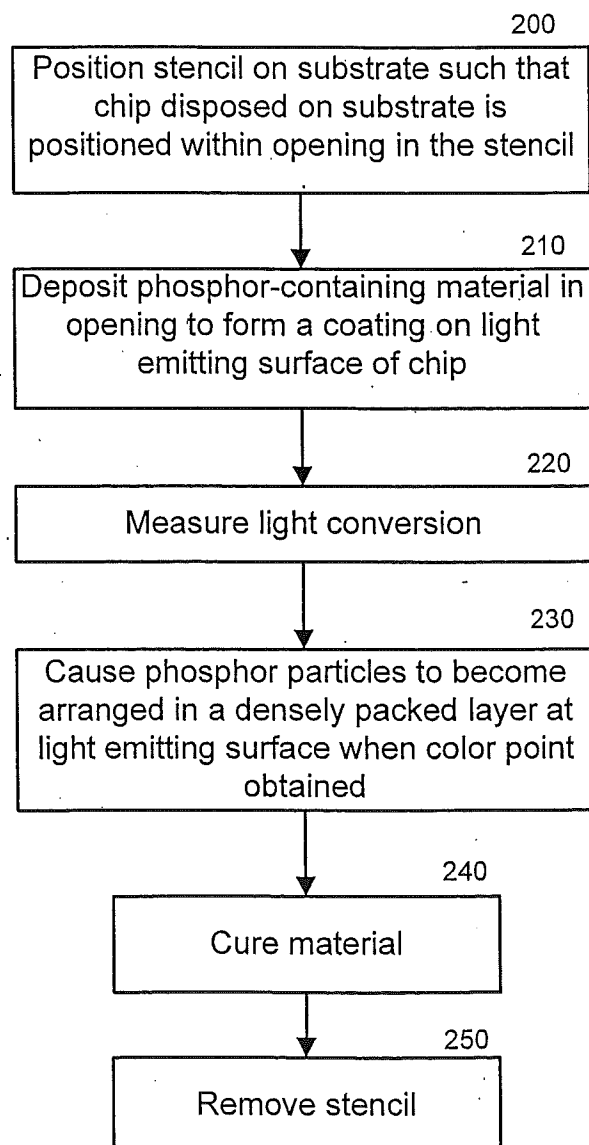 200
Position stencil on substrate such that
chip disposed on substrate is
positioned within opening in the stencil
210
Deposit phosphor-containing material in
opening to form a coating on light
emitting surface of chip
220
Measure light conversion
230
Cause phosphor particles to become
arranged in a densely packed layer at
light emitting surface when color point
obtained
240
Cure material
250
Remove stencil